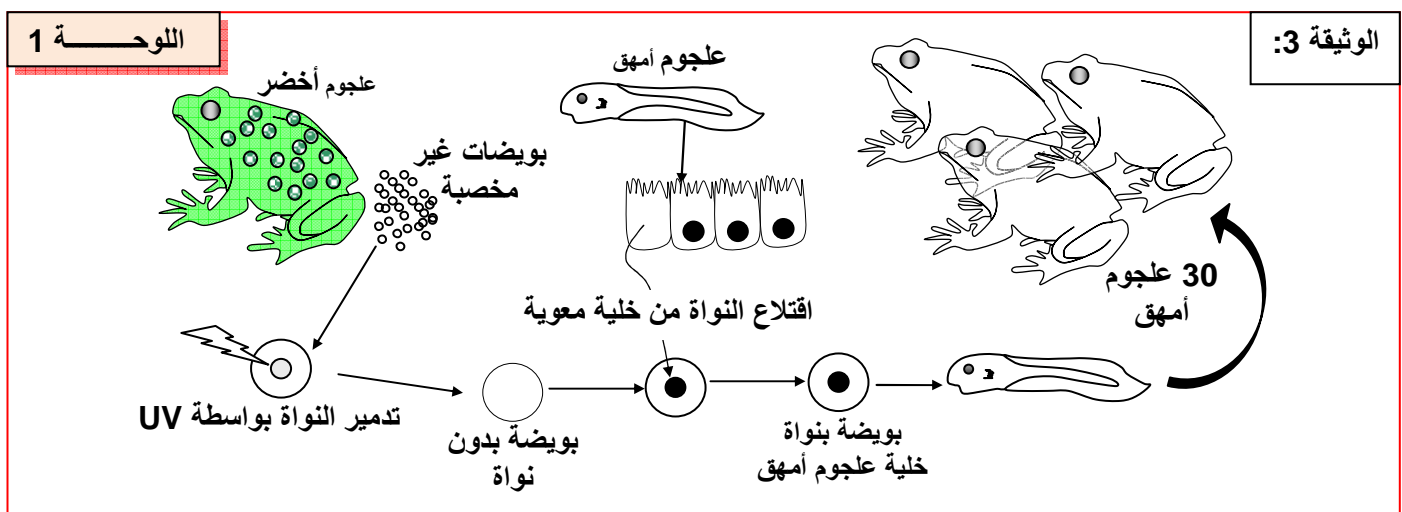 الوثيقة 3:
اللوحـــــــــة 1
علجوم أخضر
علجوم أمهق
بويضات غير
مخصبة
30 علجوم
أمهق
اقتلاع النواة من خلية معوية
تدمير النواة بواسطة UV
بويضة بدون
نواة
بويضة بنواة
خلية علجوم أمهق